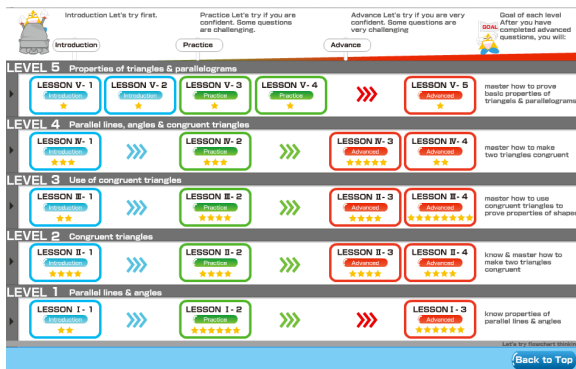 Introduction Let's try first.
Practice Let's try if you are
confident. Some questions
are challenging.
Advance Let's try if you are very
confident. Some questions are
very challenging
Goal of each level
After you have
completed advanced
questions, you will:
GOAL
Introduction
Practice
Advance
LEVEL 5 Properties of triangles & parallelograms
LESSON V- 1
Introduction
LESSON V- 2
Introduction
LESSON V- 3
Practice
LESSON V- 4
Practice
LESSON V- 5
Advanced
master how to prove
basic properties of
triangels & parallelograms
LEVEL 4 Parallel lines, angles & congruent triangles
LESSON Ⅳ- 1
Introduction
LESSON Ⅳ- 2
Practice
LESSON Ⅳ- 3
Advanced
LESSON Ⅳ- 4
Advanced
master how to make
two triangles congruent
LEVEL 3 Use of congruent triangles
LESSON Ⅲ- 1
Introduction
LESSON Ⅲ- 2
Practice
LESSON Ⅲ- 3
Advanced
LESSON Ⅲ- 4
Advanced
master how to use
congruent triangles to
prove properties of shapes
LEVEL 2 Congruent triangles
LESSON Ⅱ- 1
Introduction
LESSON Ⅱ- 2
Practice
LESSON Ⅱ- 3
Advanced
LESSON Ⅱ- 4
Advanced
know & master how to
make two triangles
congruent
LEVEL 1 Parallel lines & angles
LESSON I - 1
Introduction
LESSON I - 2
Practice
LESSON I - 3
Advanced
know properties of
parallel lines & angles
Let's try flowchart thinkin
Back to Top